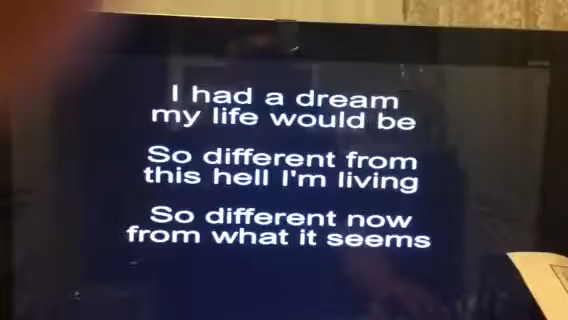 I had a dream
my life would be
So different from
this hell I'm living
So different now
from what it seems